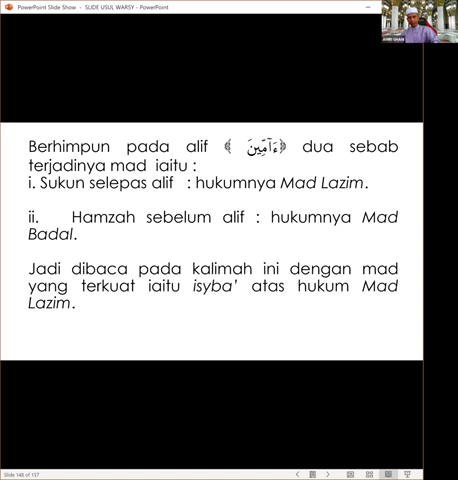 PowerPoint Slide Show - SLIDE USUL WARSY - PowerPoint
Berhimpun pada alif ﴿ ءَآمِّينَ ﴾ dua sebab
terjadinya mad iaitu :
i. Sukun selepas alif : hukumnya Mad Lazim.
ii. Hamzah sebelum alif : hukumnya Mad
Badal.
Jadi dibaca pada kalimah ini dengan mad
yang terkuat iaitu isyba’ atas hukum Mad
Lazim.
Slide 148 of 157